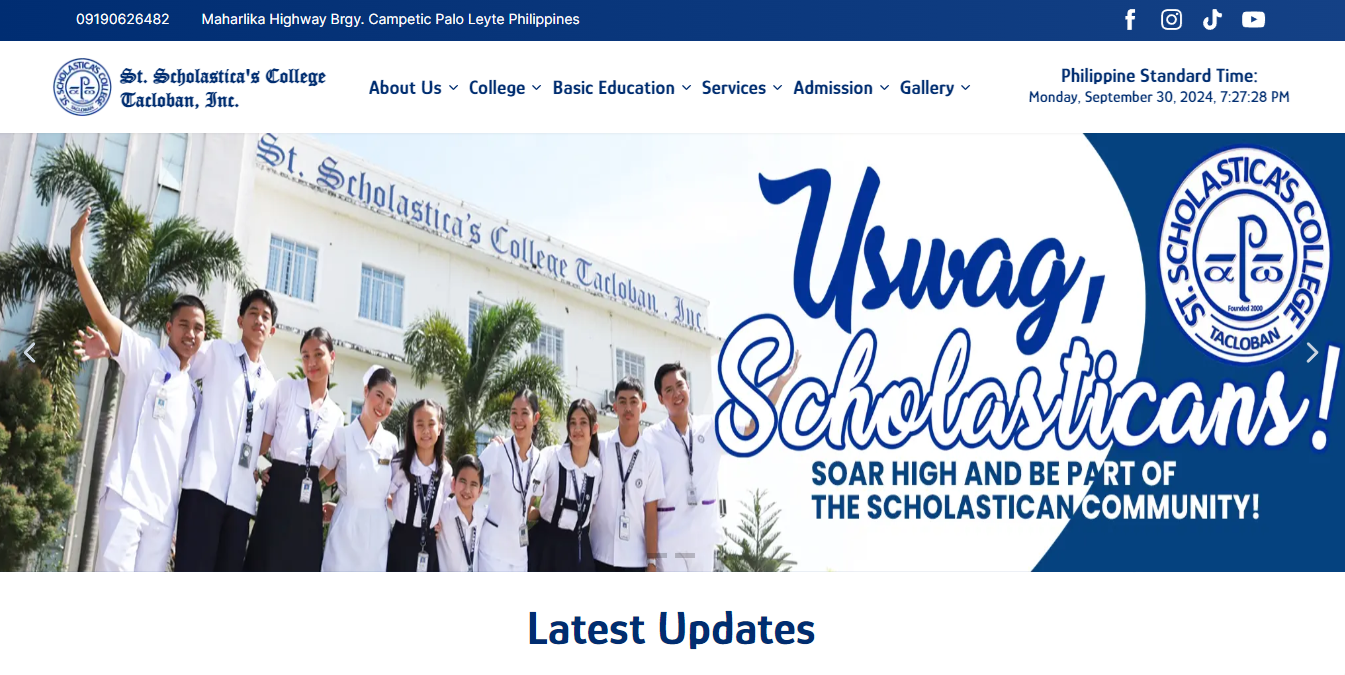 09190626482 Maharlika Highway Brgy. Campetic Palo Leyte Philippines
ST. SCHOLASTICA'S COLLEGE
TACLOBAN
St. Scholastica's College
Tacloban, Inc.
About Us College Basic Education Services Admission Gallery
Philippine Standard Time:
Monday, September 30, 2024, 7:27:28 PM
St. Scholastica's College Tacloban, Inc.
Uswag,
Scholasticans!
SOAR HIGH AND BE PART OF
THE SCHOLASTICAN COMMUNITY!
ST. SCHOLASTICA'S COLLEGE
αPω
Founded 2000
TACLOBAN
Latest Updates